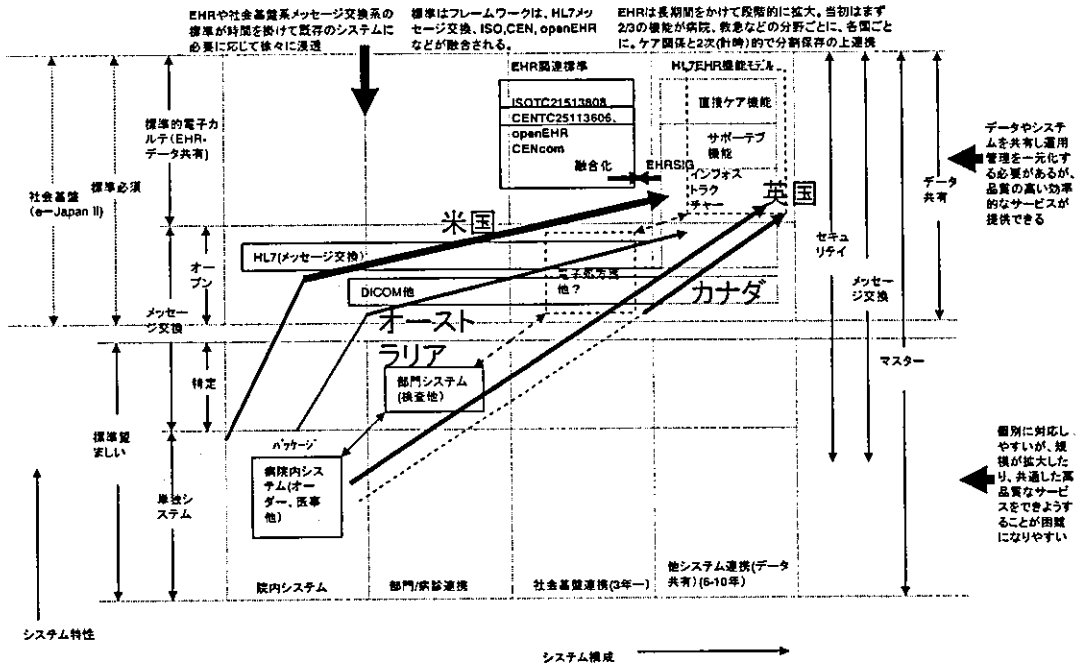 EHRや社会基盤系メッセージ交換系の
標準が時間を掛けて既存のシステムに
必要に応じて徐々に浸透
標準はフレームワークは、HL7メッ
セージ交換、ISO,CEN, openEHR
などが融合される。
EHRは長期間をかけて段階的に拡大。当初はまず
2/3の機能が病院、救急などの分野ごとに、各国ごと
に。ケア関係と2次(計時)的で分割保存の上連携
EHR関連標準
HL7EHR機能モデル
ISOTC21513808、
CENTC25113606、
openEHR
CENcom
融合化
EHRSIG
直接ケア機能
サポーテブ
機能
インフォス
トラク
チャー
英国
米国
標準的電子カ
ルテ(EHR・
データ共有)
社会基盤
(e-Japan II)
標準必須
オー
プン
メッセー
ジ交換
特定
標準望
ましい
単独シ
ステム
HL7(メッセージ交換)
DICOM他
電子処方箋
他?
カナダ
オースト
ラリア
部門システム
(検査他)
パッケージ
病院内シス
テム(オー
ダー、医事
他)
データ
共有
セキュ
リテイ
メッセー
ジ交換
マスター
データやシステ
ムを共有し運用
管理を一元化す
る必要があるが、
品質の高い効率
的なサービスが
提供できる
個別に対応し
やすいが、規
模が拡大した
り、共通した高
品質なサービ
スをできようす
ることが困難
になりやすい
院内システム
部門/病診連携
社会基盤連携(3年ー)
他システム連携(データ
共有)(5-10年)
システム特性
システム構成